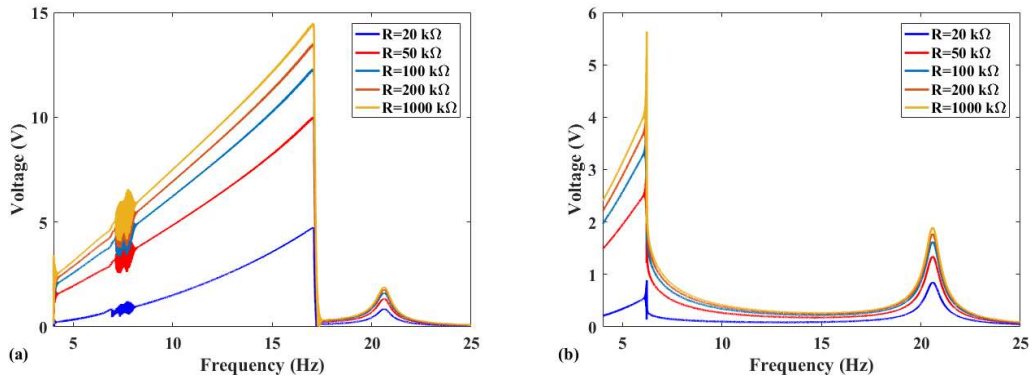 15
10
5
0
Voltage (V)
5
10
15
20
25
Frequency (Hz)
(a)
R=20 kΩ
R=50 kΩ
R=100 kΩ
R=200 kΩ
R=1000 kΩ
6
5
4
3
2
1
0
Voltage (V)
5
10
15
20
25
Frequency (Hz)
(b)
R=20 kΩ
R=50 kΩ
R=100 kΩ
R=200 kΩ
R=1000 kΩ